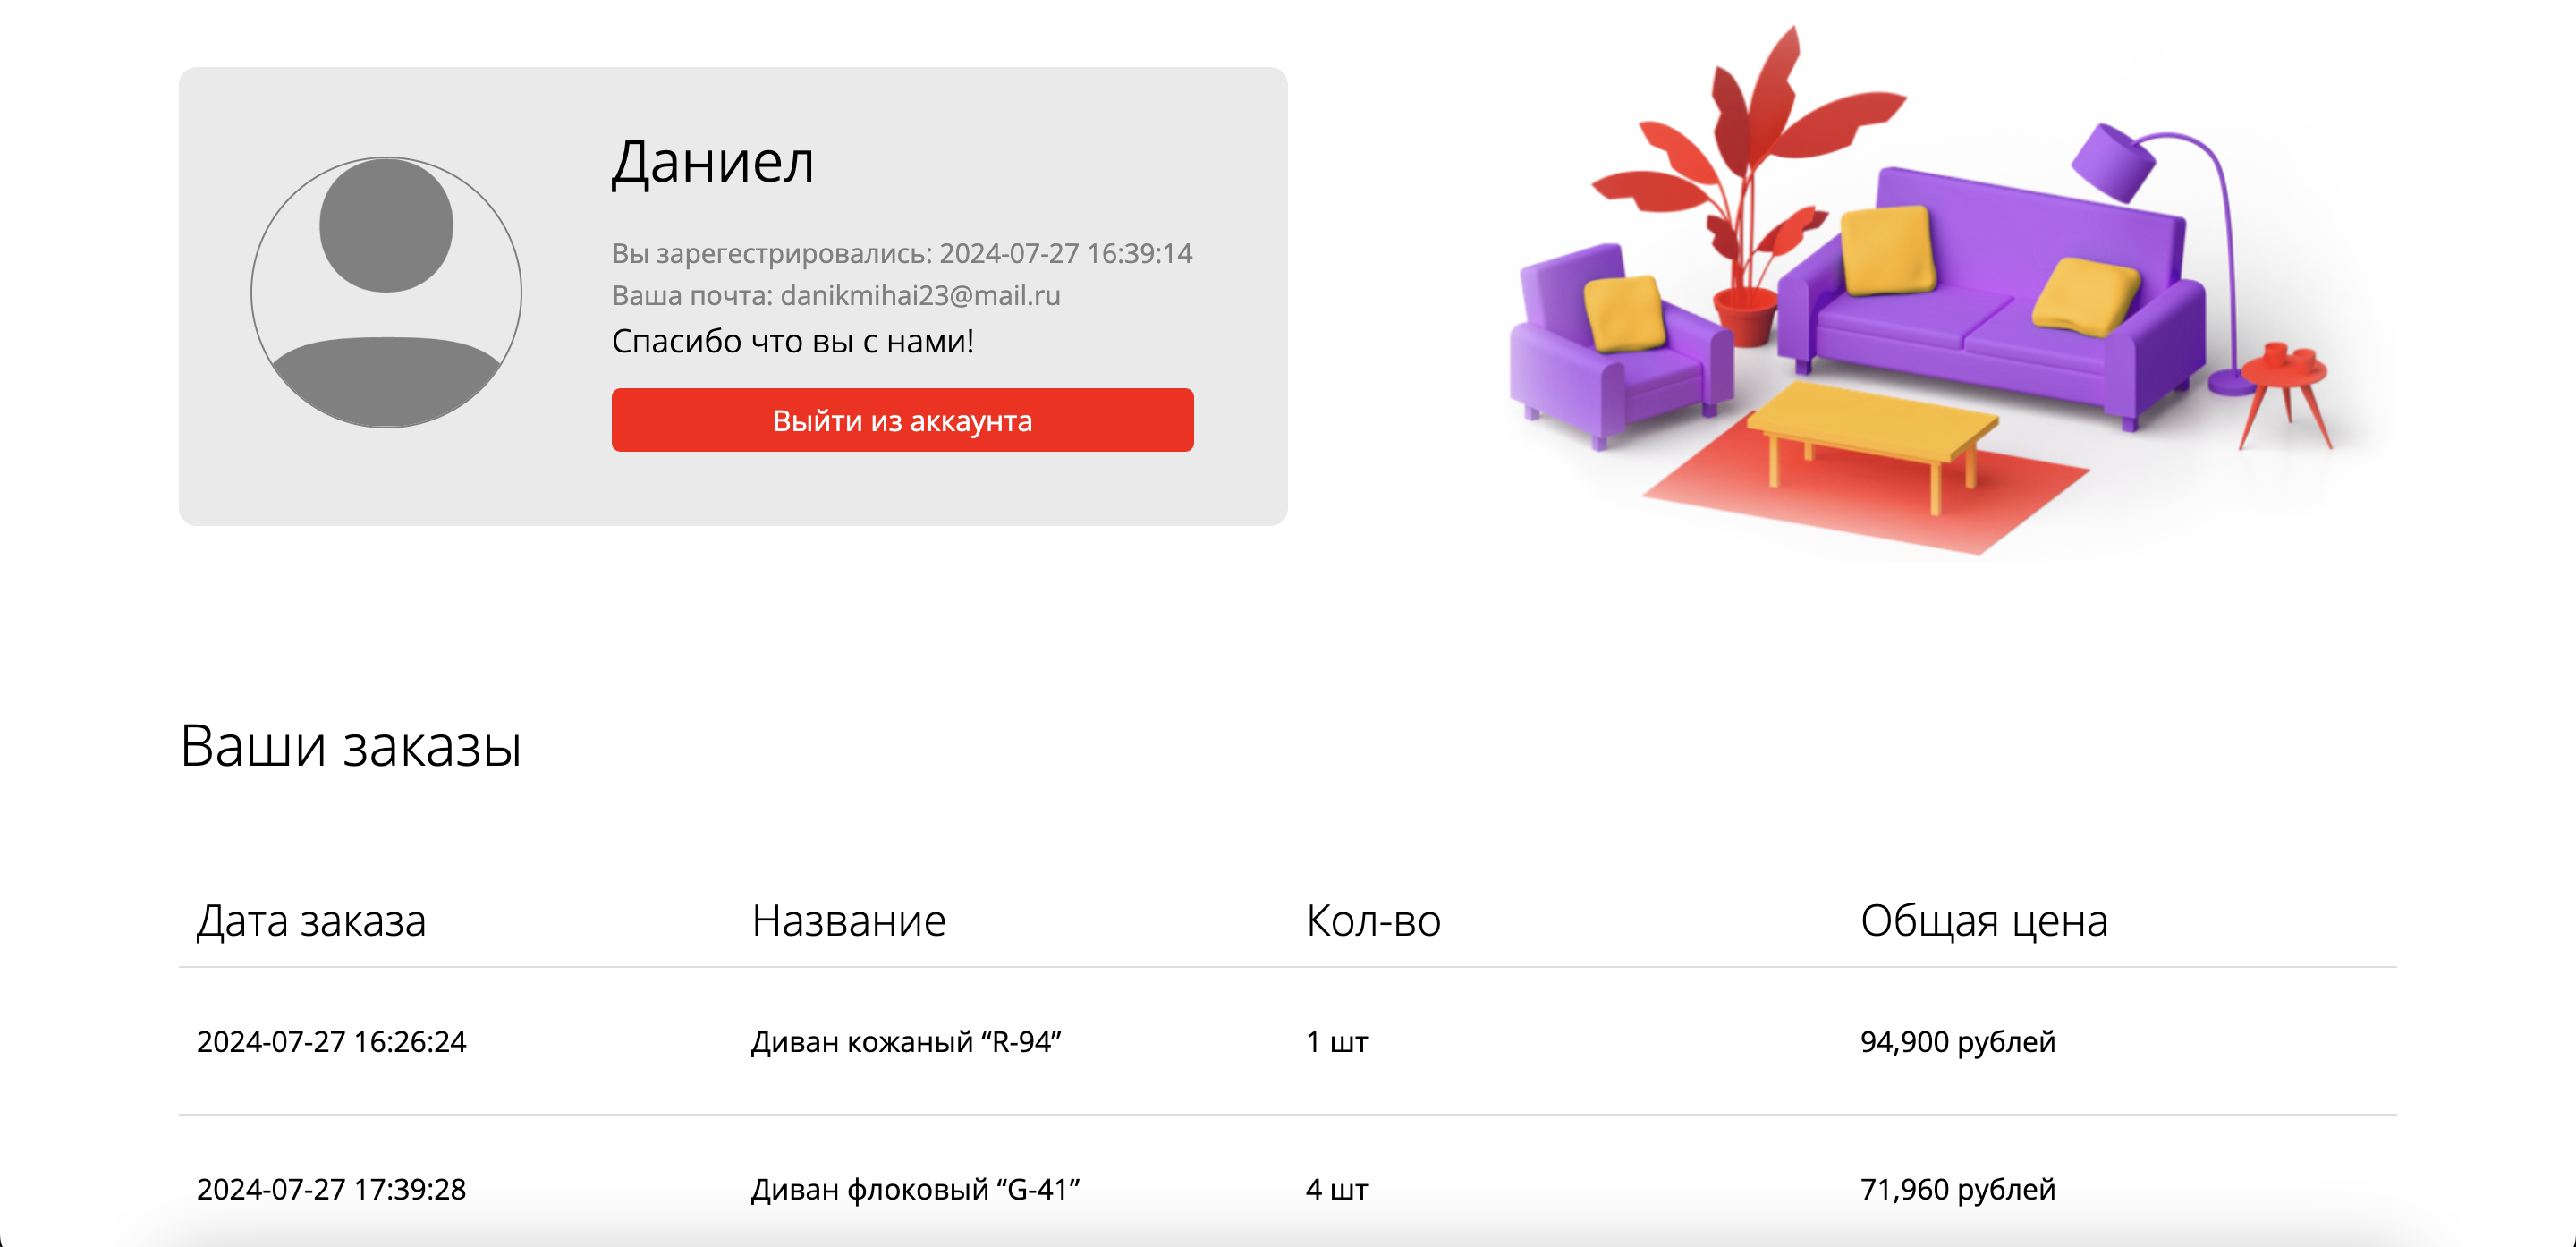 Даниел
Вы зарегестрировались: 2024-07-27 16:39:14
Ваша почта: danikmihai23@mail.ru
Спасибо что вы с нами!
Выйти из аккаунта
Ваши заказы
Дата заказа Название Кол-во Общая цена
2024-07-27 16:26:24 Диван кожаный “R-94” 1 шт 94,900 рублей
2024-07-27 17:39:28 Диван флоковый “G-41” 4 шт 71,960 рублей